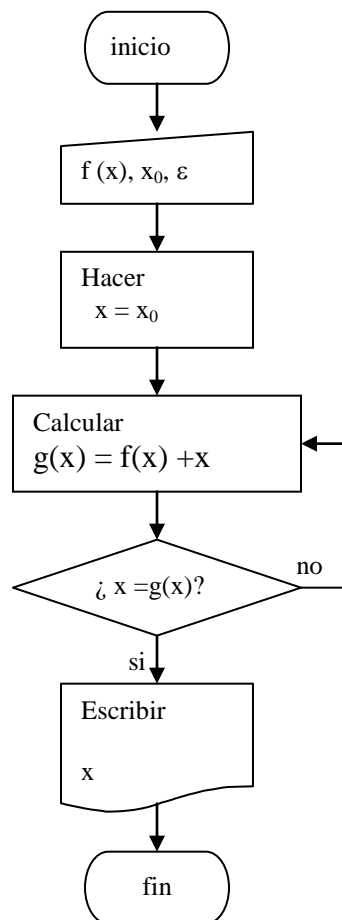 inicio
f (x), x₀, ε
Hacer
x = x₀
Calcular
g(x) = f(x) +x
¿ x =g(x)?
no
si
Escribir
x
fin